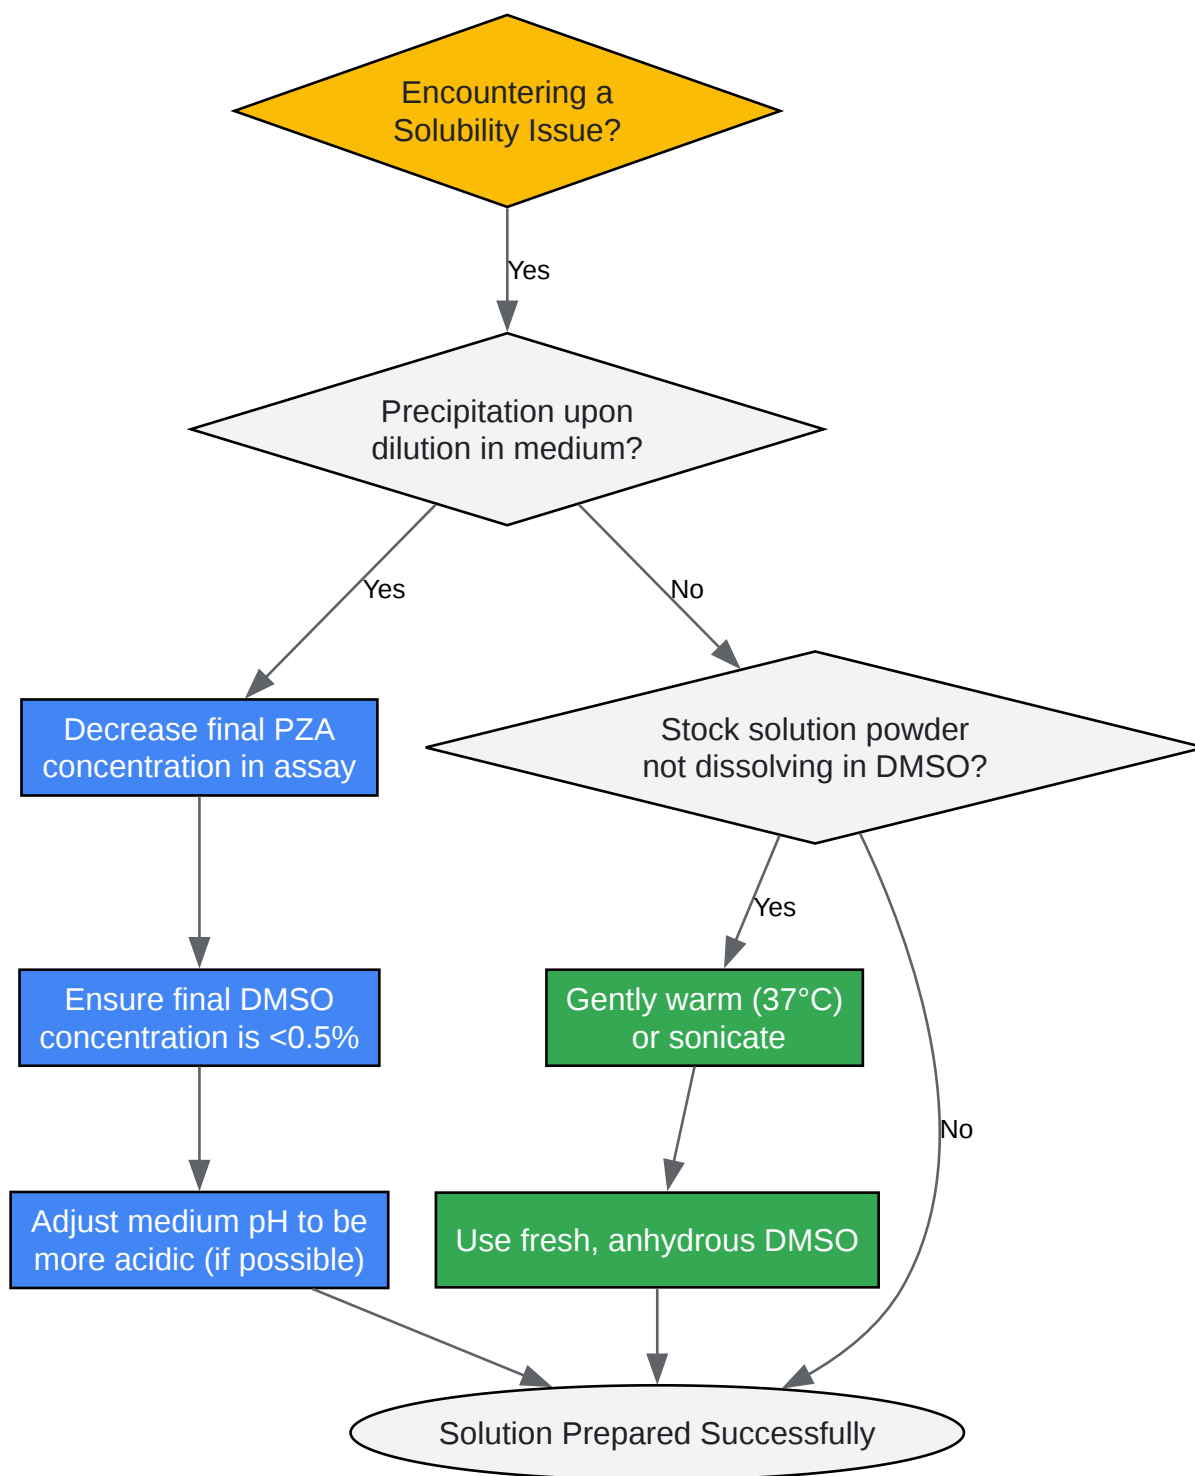 Encountering a
Solubility Issue?
Yes
Precipitation upon
dilution in medium?
Yes
No
Decrease final PZA
concentration in assay
Stock solution powder
not dissolving in DMSO?
Yes
Ensure final DMSO
concentration is <0.5%
Gently warm (37°C)
or sonicate
No
Adjust medium pH to be
more acidic (if possible)
Use fresh, anhydrous DMSO
Solution Prepared Successfully